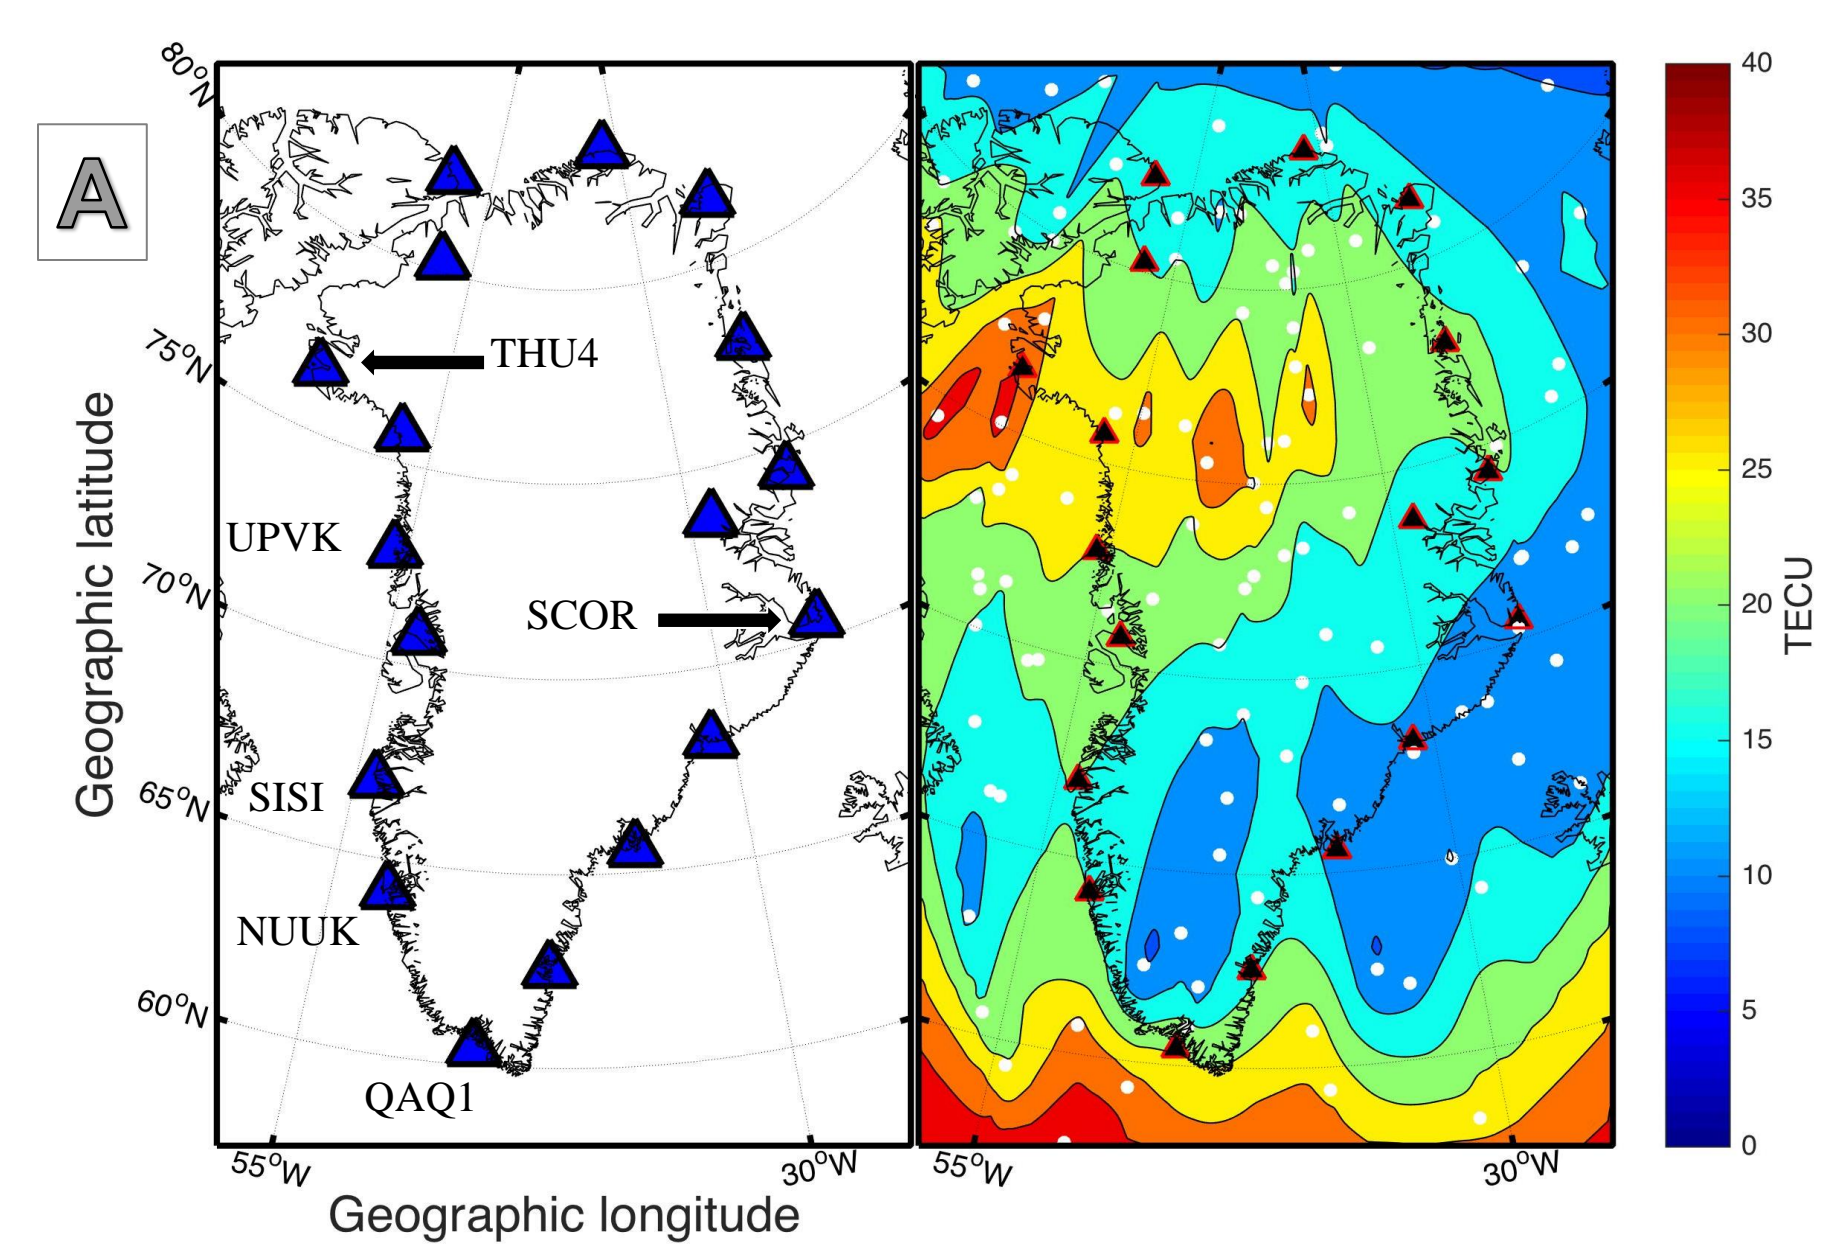 A
80°N
75°N
70°N
65°N
60°N
Geographic latitude
THU4
UPVK
SCOR
SISI
NUUK
QAQ1
55°W
30°W
55°W
30°W
Geographic longitude
40
35
30
25
20
15
10
5
0
TECU